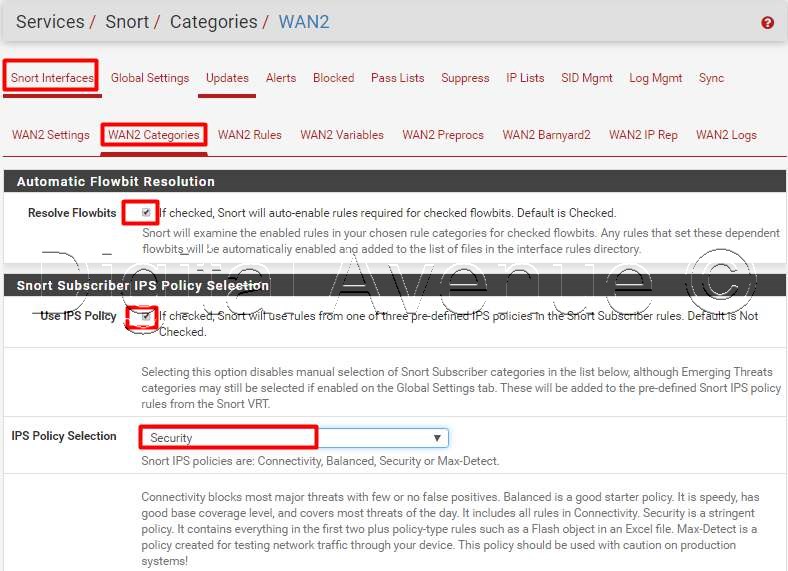 Services / Snort / Categories / WAN2
Snort Interfaces Global Settings Updates Alerts Blocked Pass Lists Suppress IP Lists SID Mgmt Log Mgmt Sync
WAN2 Settings WAN2 Categories WAN2 Rules WAN2 Variables WAN2 Preprocs WAN2 Barnyard2 WAN2 IP Rep WAN2 Logs
Automatic Flowbit Resolution
Resolve Flowbits If checked, Snort will auto-enable rules required for checked flowbits. Default is Checked.
Snort will examine the enabled rules in your chosen rule categories for checked flowbits. Any rules that set these dependent
flowbits will be automatically enabled and added to the list of files in the interface rules directory.
Digital Avenue ©
Snort Subscriber IPS Policy Selection
Use IPS Policy If checked, Snort will use rules from one of three pre-defined IPS policies in the Snort Subscriber rules. Default is Not
Checked.
Selecting this option disables manual selection of Snort Subscriber categories in the list below, although Emerging Threats
categories may still be selected if enabled on the Global Settings tab. These will be added to the pre-defined Snort IPS policy
rules from the Snort VRT.
IPS Policy Selection Security
Snort IPS policies are: Connectivity, Balanced, Security or Max-Detect.
Connectivity blocks most major threats with few or no false positives. Balanced is a good starter policy. It is speedy, has
good base coverage level, and covers most threats of the day. It includes all rules in Connectivity. Security is a stringent
policy. It contains everything in the first two plus policy-type rules such as a Flash object in an Excel file. Max-Detect is a
policy created for testing network traffic through your device. This policy should be used with caution on production
systems!